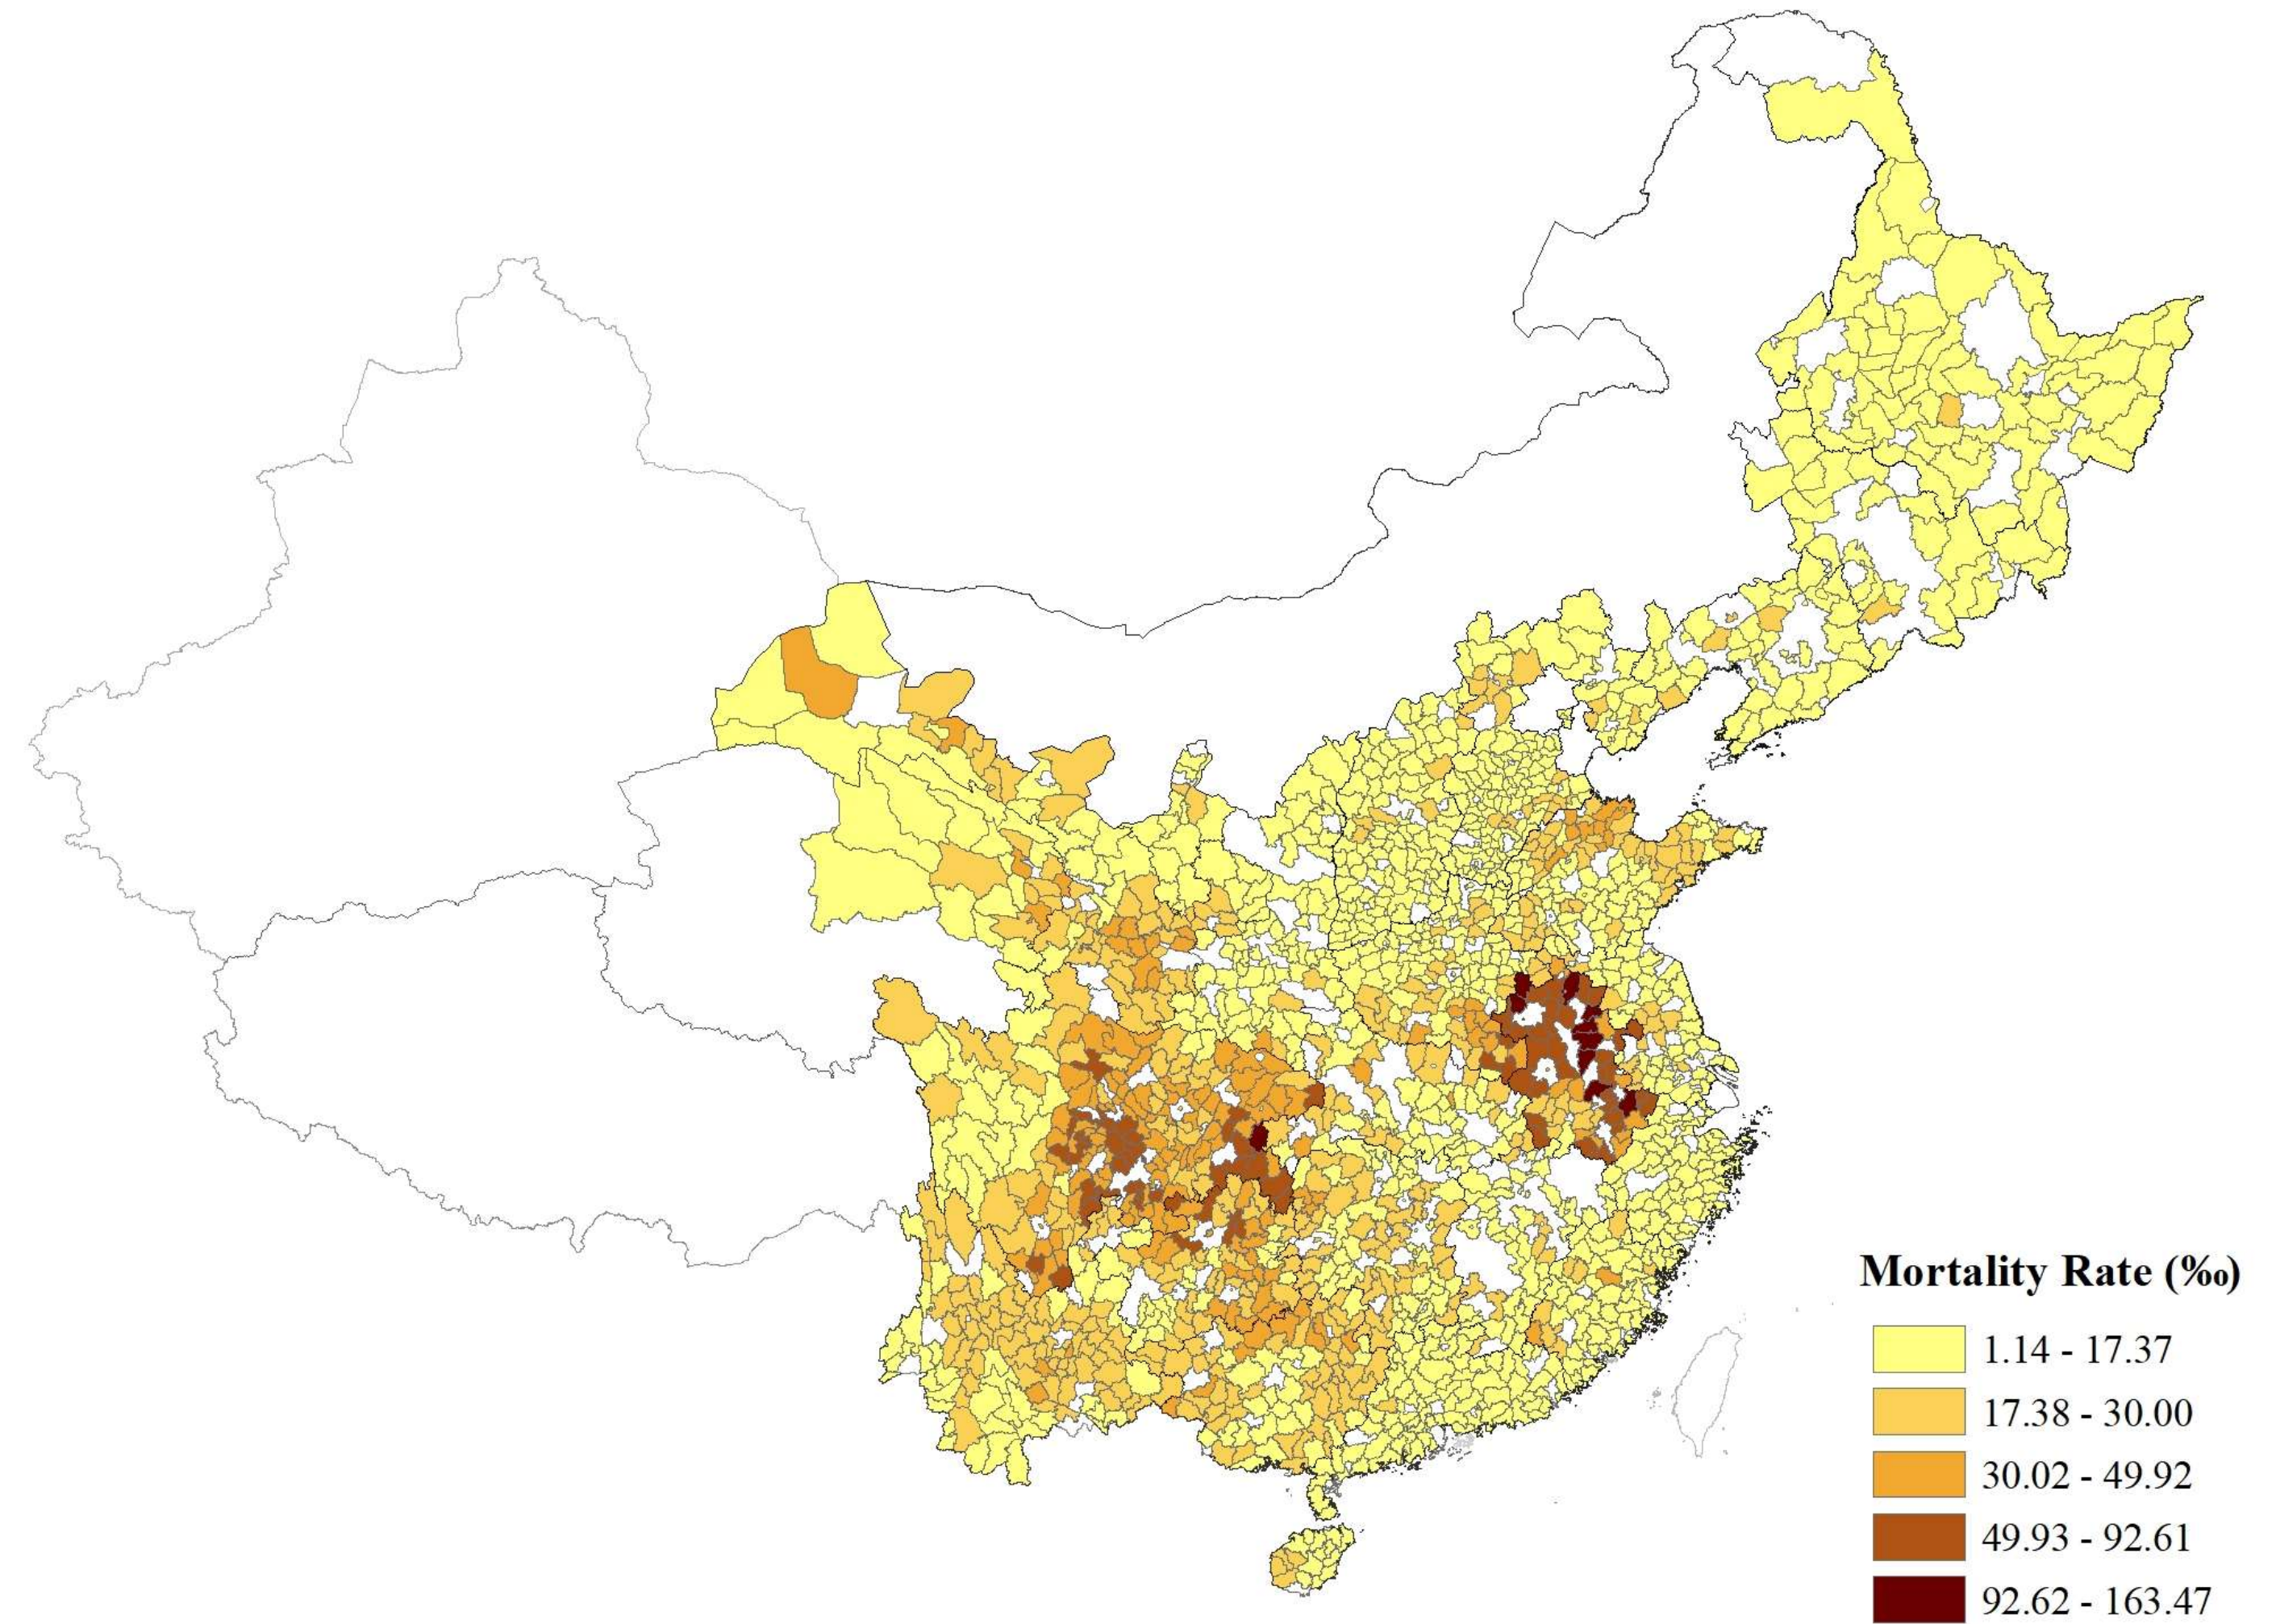 Mortality Rate (‰)
1.14 - 17.37
17.38 - 30.00
30.02 - 49.92
49.93 - 92.61
92.62 - 163.47